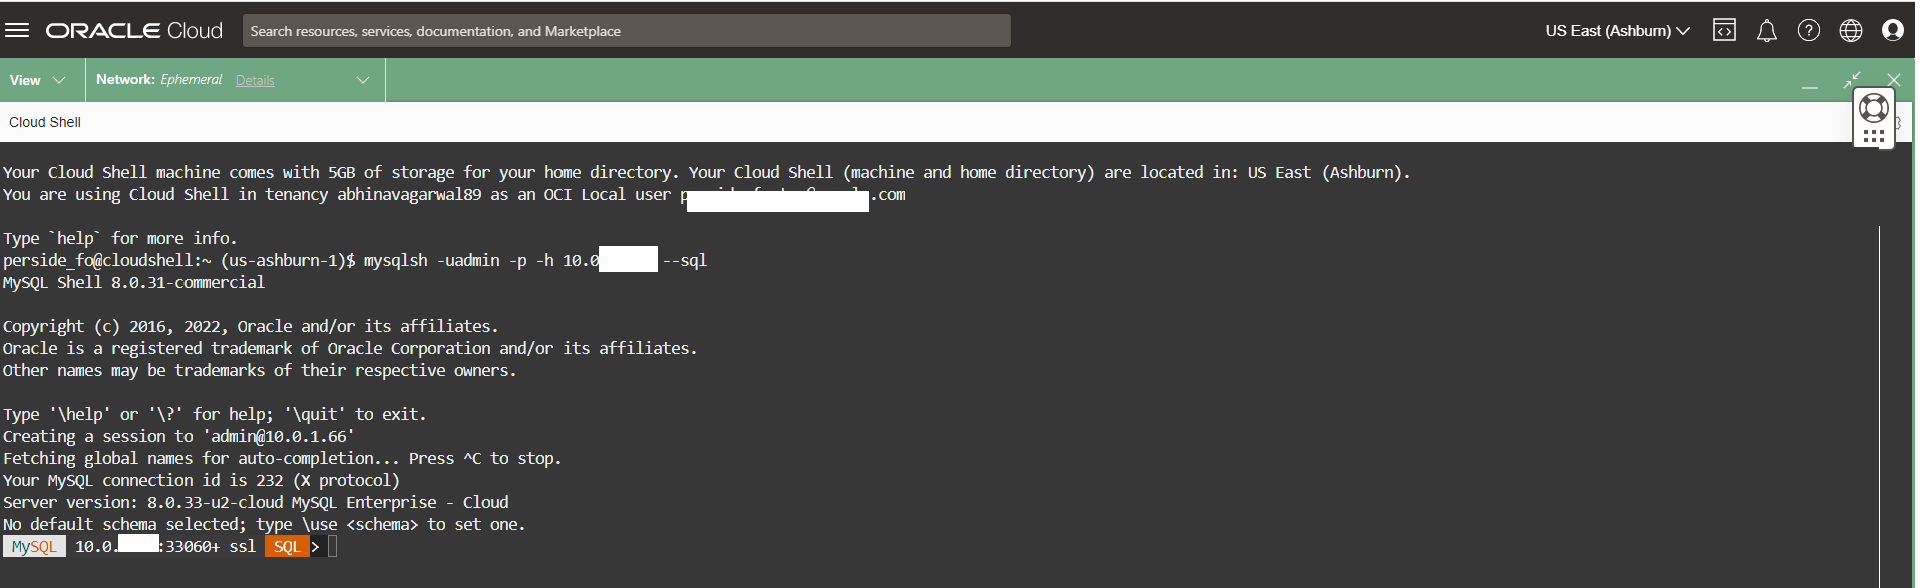 ORACLE Cloud
Search resources, services, documentation, and Marketplace
US East (Ashburn)
View
Network: Ephemeral Details
Cloud Shell
Your Cloud Shell machine comes with 5GB of storage for your home directory. Your Cloud Shell (machine and home directory) are located in: US East (Ashburn).
You are using Cloud Shell in tenancy abhinavagarwal89 as an OCI Local user p .com
Type `help` for more info.
perside_fo@cloudshell:~ (us-ashburn-1)$ mysqlsh -uadmin -p -h 10.0 --sql
MySQL Shell 8.0.31-commercial
Copyright (c) 2016, 2022, Oracle and/or its affiliates.
Oracle is a registered trademark of Oracle Corporation and/or its affiliates.
Other names may be trademarks of their respective owners.
Type '\help' or '\?' for help; '\quit' to exit.
Creating a session to 'admin@10.0.1.66'
Fetching global names for auto-completion... Press ^C to stop.
Your MySQL connection id is 232 (X protocol)
Server version: 8.0.33-u2-cloud MySQL Enterprise - Cloud
No default schema selected; type \use <schema> to set one.
MySQL 10.0. :33060+ ssl SQL >